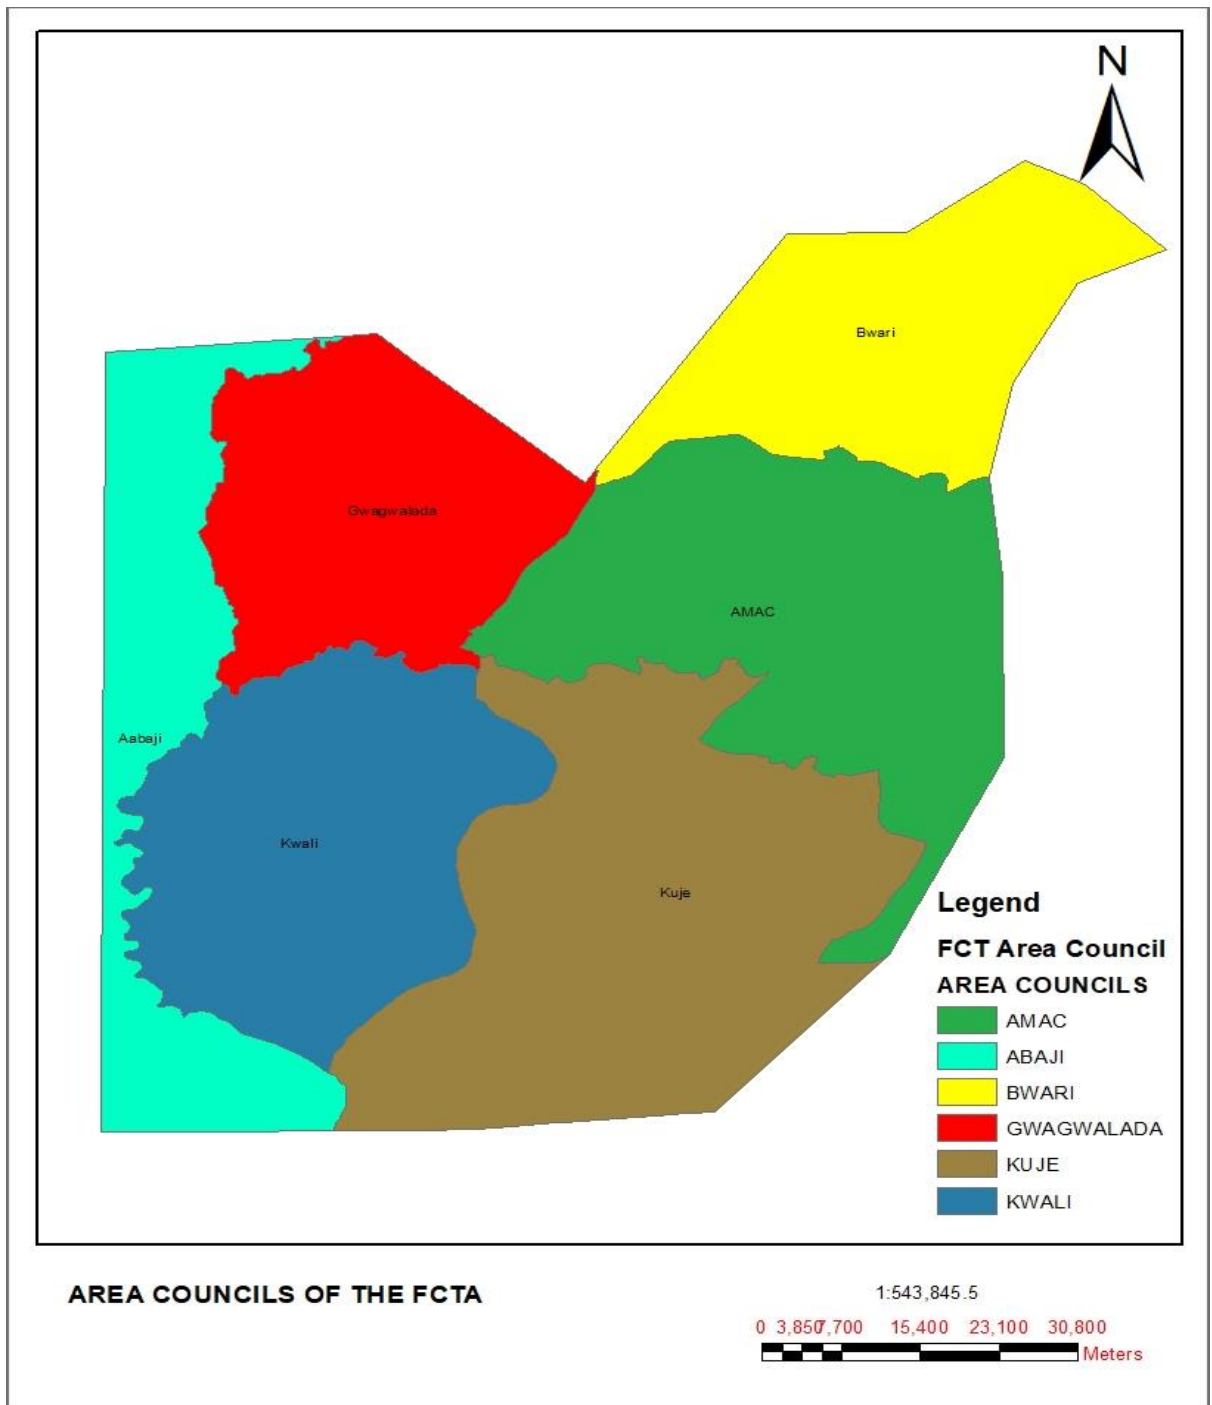 N
Bwari
Gwagwalada
AMAC
Aabaji
Kwali
Kuje
Legend
FCT Area Council
AREA COUNCILS
AMAC
ABAJI
BWARI
GWAGWALADA
KUJE
KWALI
AREA COUNCILS OF THE FCTA
1:543,845.5
0 3,850 7,700 15,400 23,100 30,800
Meters